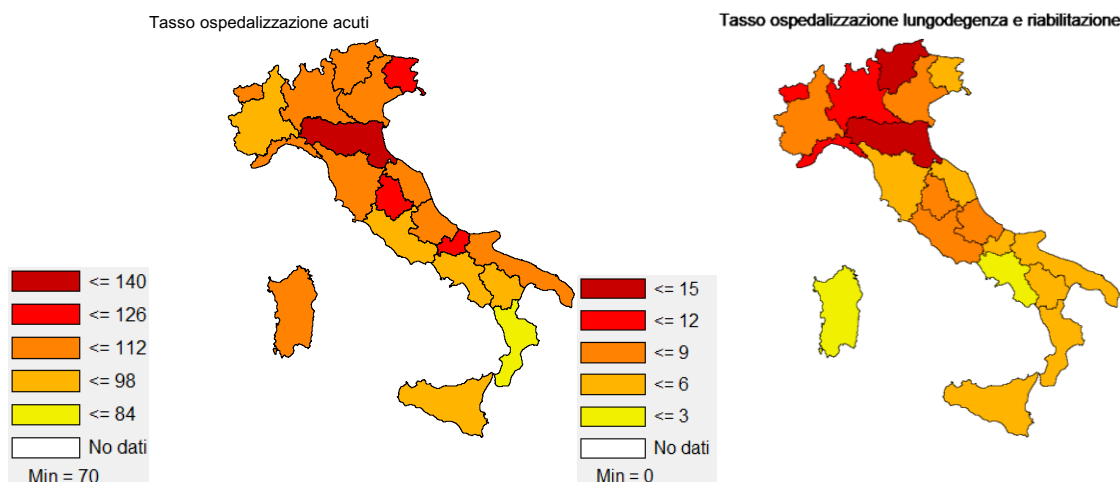 Tasso ospedalizzazione acuti
<= 140
<= 126
<= 112
<= 98
<= 84
No dati
Min = 70
Tasso ospedalizzazione lungodegenza e riabilitazione
<= 15
<= 12
<= 9
<= 6
<= 3
No dati
Min = 0